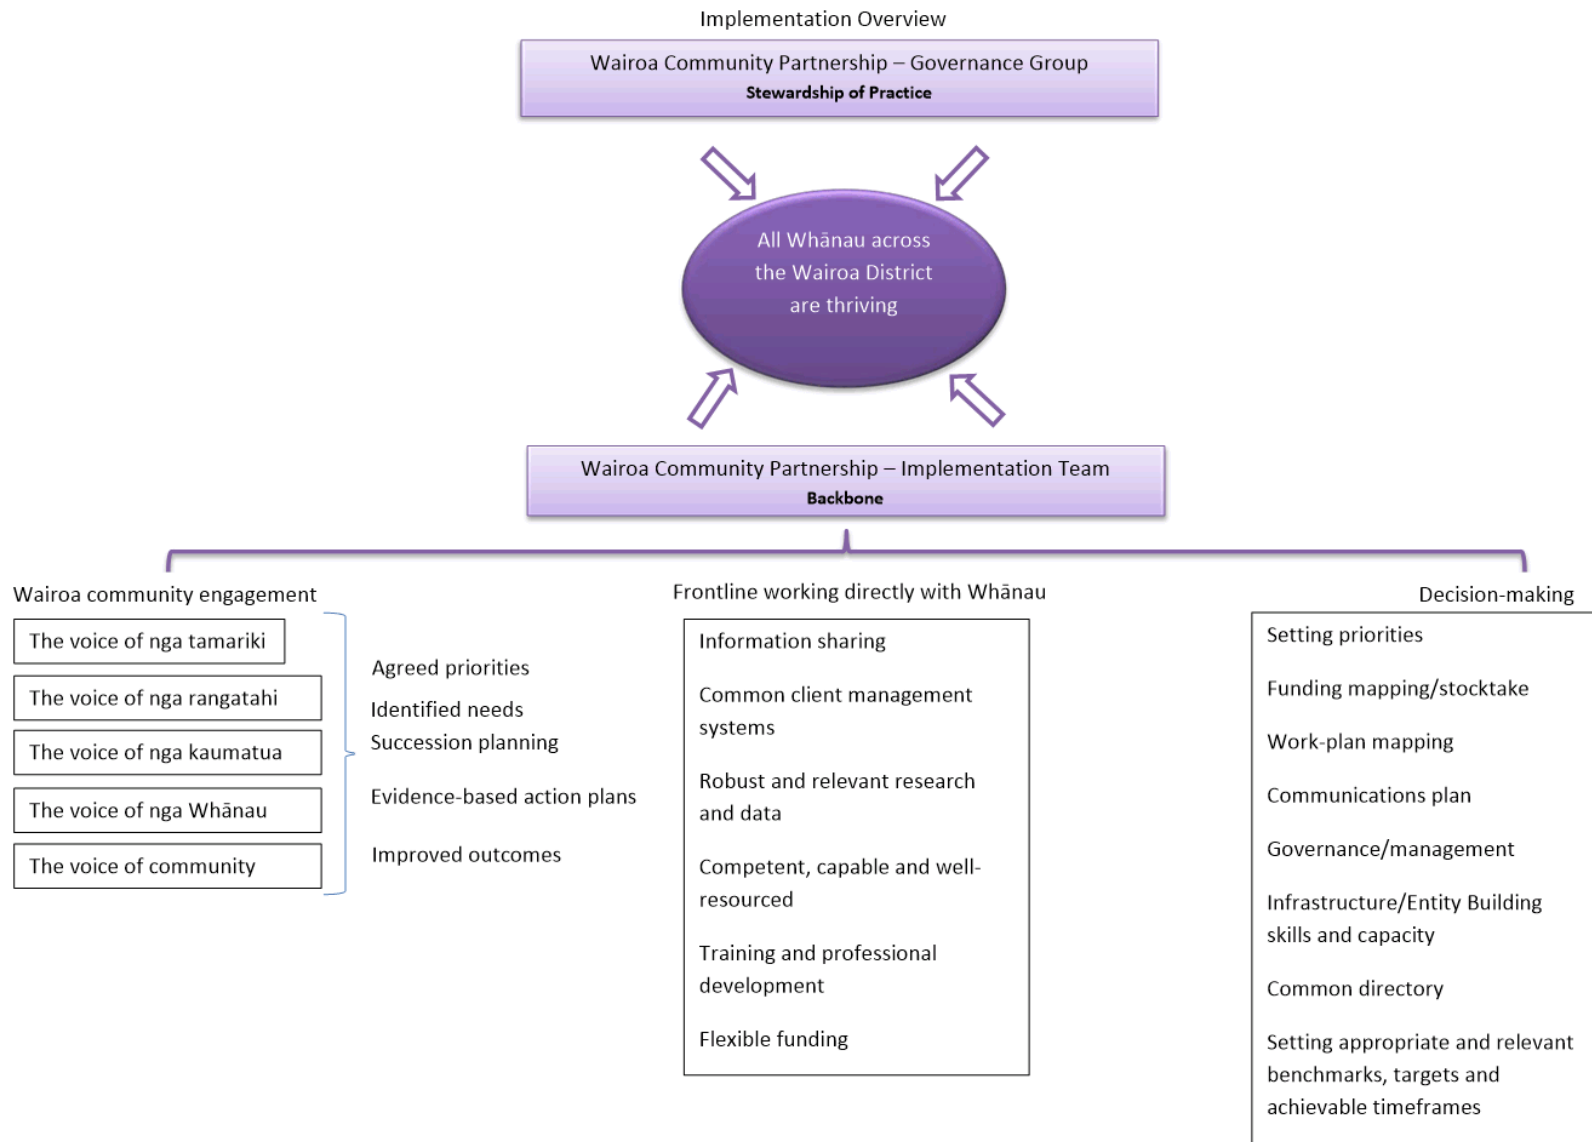 Implementation Overview
Wairoa Community Partnership – Governance Group
Stewardship of Practice
All Whānau across
the Wairoa District
are thriving
Wairoa Community Partnership – Implementation Team
Backbone
Wairoa community engagement
The voice of nga tamariki
The voice of nga rangatahi
The voice of nga kaumatua
The voice of nga Whānau
The voice of community
Agreed priorities
Identified needs
Succession planning
Evidence-based action plans
Improved outcomes
Frontline working directly with Whānau
Information sharing
Common client management
systems
Robust and relevant research
and data
Competent, capable and well-
resourced
Training and professional
development
Flexible funding
Decision-making
Setting priorities
Funding mapping/stocktake
Work-plan mapping
Communications plan
Governance/management
Infrastructure/Entity Building
skills and capacity
Common directory
Setting appropriate and relevant
benchmarks, targets and
achievable timeframes